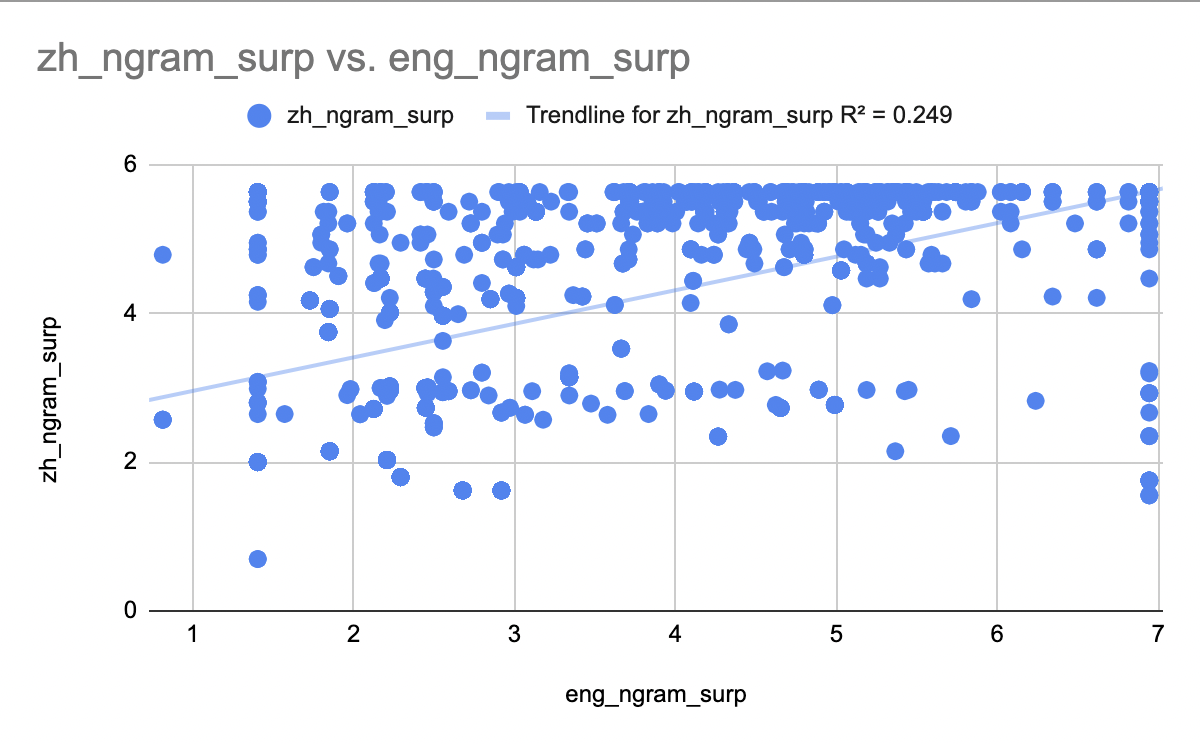 zh_ngram_surp vs. eng_ngram_surp
zh_ngram_surp
Trendline for zh_ngram_surp R² = 0.249
6
4
2
0
zh_ngram_surp
1
2
3
4
5
6
7
eng_ngram_surp